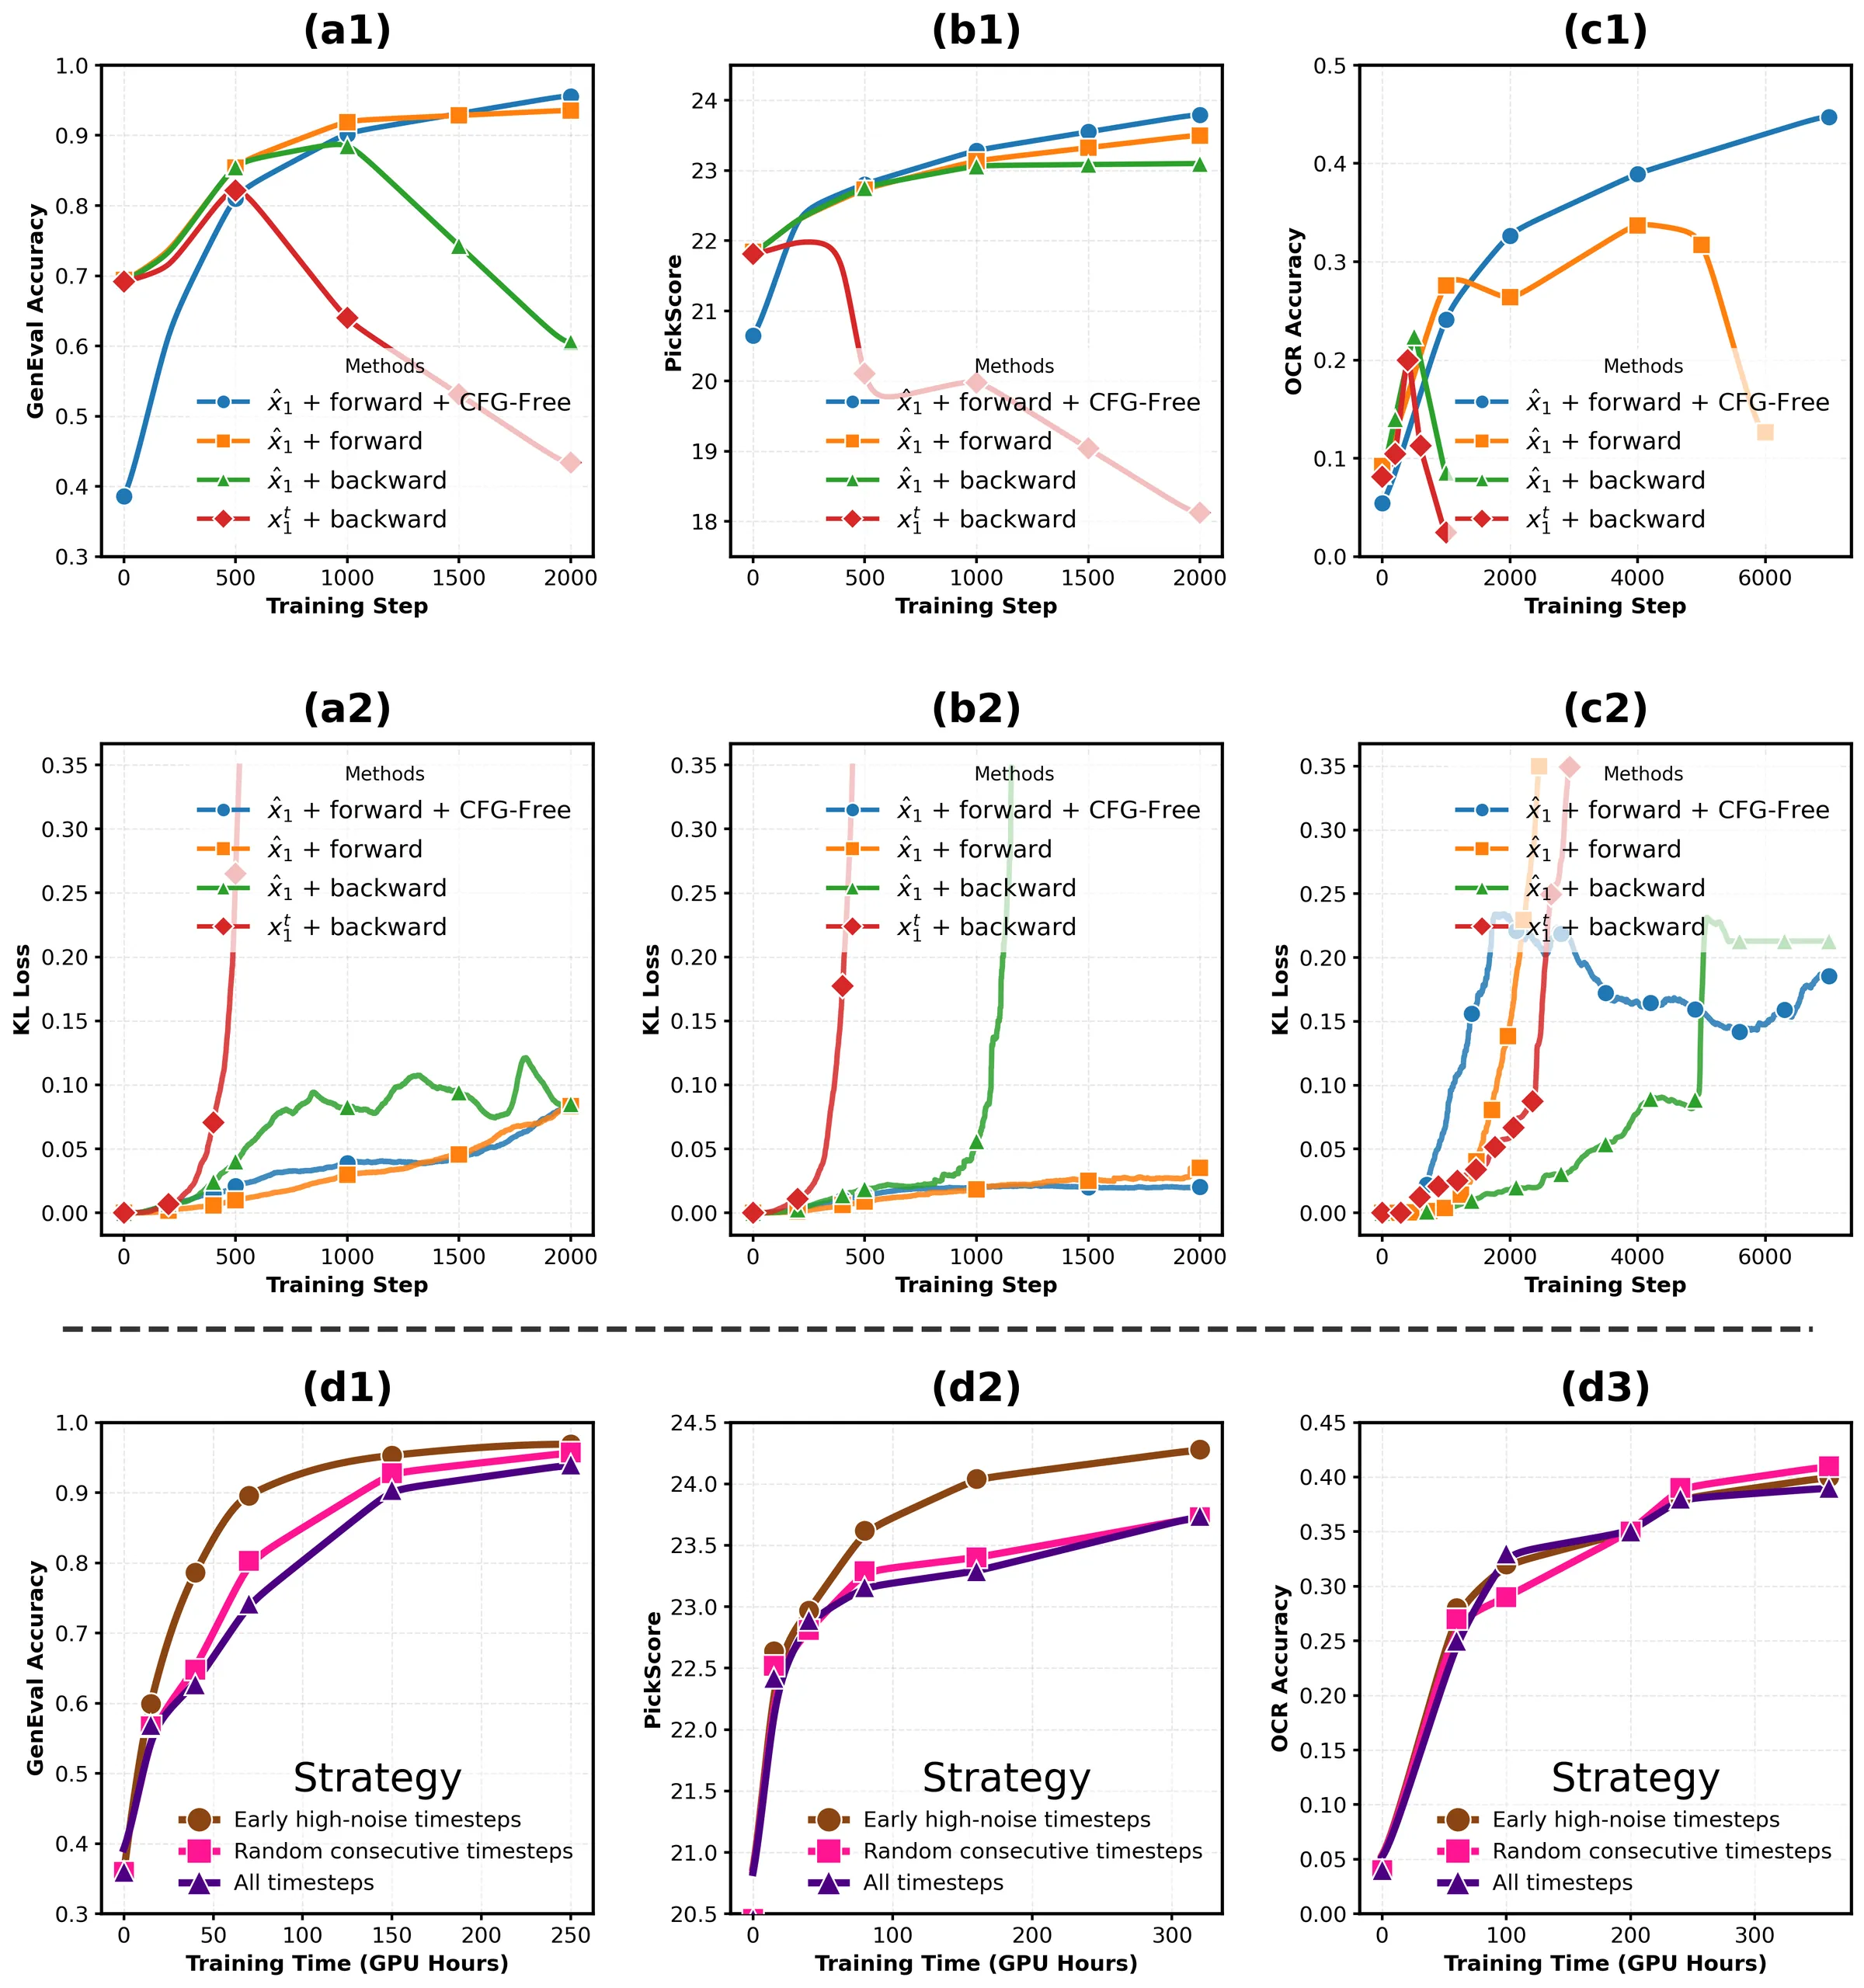 (a1)
1.0
0.9
0.8
0.7
0.6
0.5
0.4
0.3
GenEval Accuracy
Methods
x̂₁ + forward + CFG-Free
x̂₁ + forward
x̂₁ + backward
x₁ᵗ + backward
0 500 1000 1500 2000
Training Step
(b1)
24
23
22
21
20
19
18
PickScore
Methods
x̂₁ + forward + CFG-Free
x̂₁ + forward
x̂₁ + backward
x₁ᵗ + backward
0 500 1000 1500 2000
Training Step
(c1)
0.5
0.4
0.3
0.2
0.1
0.0
OCR Accuracy
Methods
x̂₁ + forward + CFG-Free
x̂₁ + forward
x̂₁ + backward
x₁ᵗ + backward
0 2000 4000 6000
Training Step
(a2)
0.35
0.30
0.25
0.20
0.15
0.10
0.05
0.00
KL Loss
Methods
x̂₁ + forward + CFG-Free
x̂₁ + forward
x̂₁ + backward
x₁ᵗ + backward
0 500 1000 1500 2000
Training Step
(b2)
0.35
0.30
0.25
0.20
0.15
0.10
0.05
0.00
KL Loss
Methods
x̂₁ + forward + CFG-Free
x̂₁ + forward
x̂₁ + backward
x₁ᵗ + backward
0 500 1000 1500 2000
Training Step
(c2)
0.35
0.30
0.25
0.20
0.15
0.10
0.05
0.00
KL Loss
Methods
x̂₁ + forward + CFG-Free
x̂₁ + forward
x̂₁ + backward
x₁ᵗ + backward
0 2000 4000 6000
Training Step
(d1)
1.0
0.9
0.8
0.7
0.6
0.5
0.4
0.3
GenEval Accuracy
Strategy
Early high-noise timesteps
Random consecutive timesteps
All timesteps
0 50 100 150 200 250
Training Time (GPU Hours)
(d2)
24.5
24.0
23.5
23.0
22.5
22.0
21.5
21.0
20.5
PickScore
Strategy
Early high-noise timesteps
Random consecutive timesteps
All timesteps
0 100 200 300
Training Time (GPU Hours)
(d3)
0.45
0.40
0.35
0.30
0.25
0.20
0.15
0.10
0.05
0.00
OCR Accuracy
Strategy
Early high-noise timesteps
Random consecutive timesteps
All timesteps
0 100 200 300
Training Time (GPU Hours)